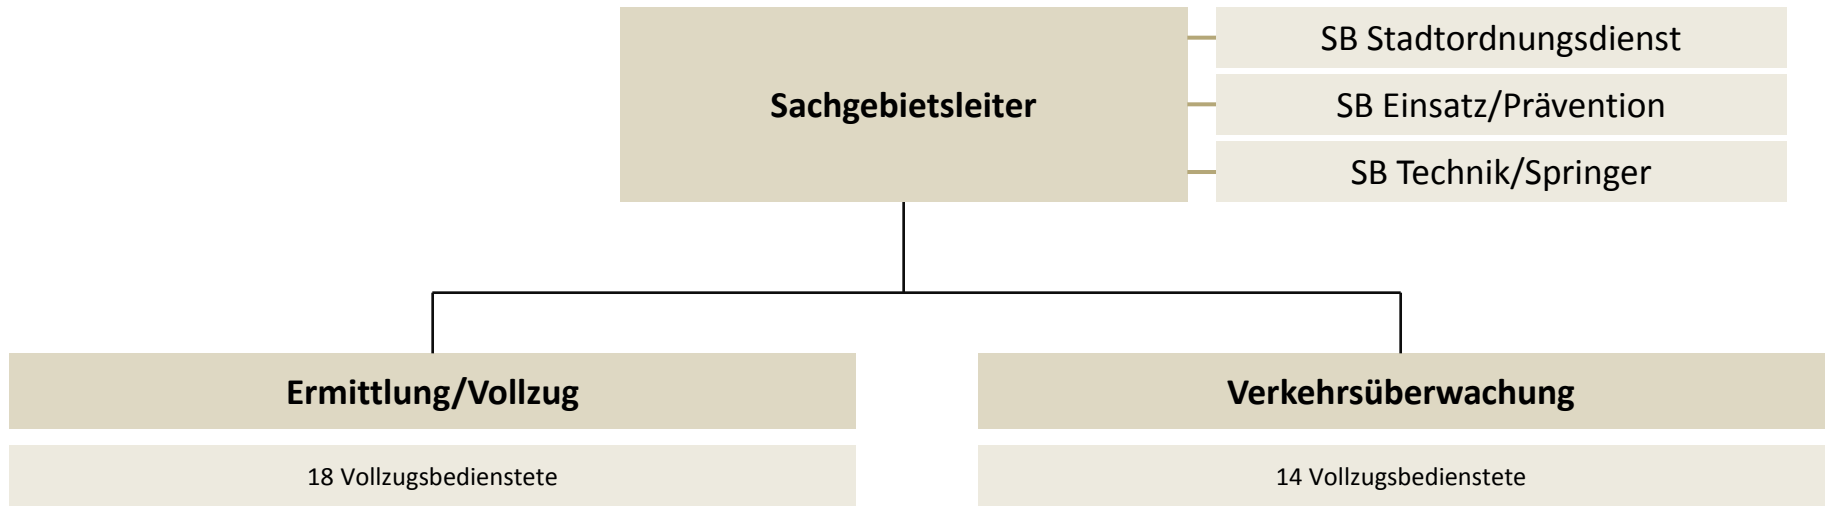 SB Stadtordnungsdienst
Sachgebietsleiter
SB Einsatz/Prävention
SB Technik/Springer
Ermittlung/Vollzug
Verkehrsüberwachung
18 Vollzugsbedienstete
14 Vollzugsbedienstete